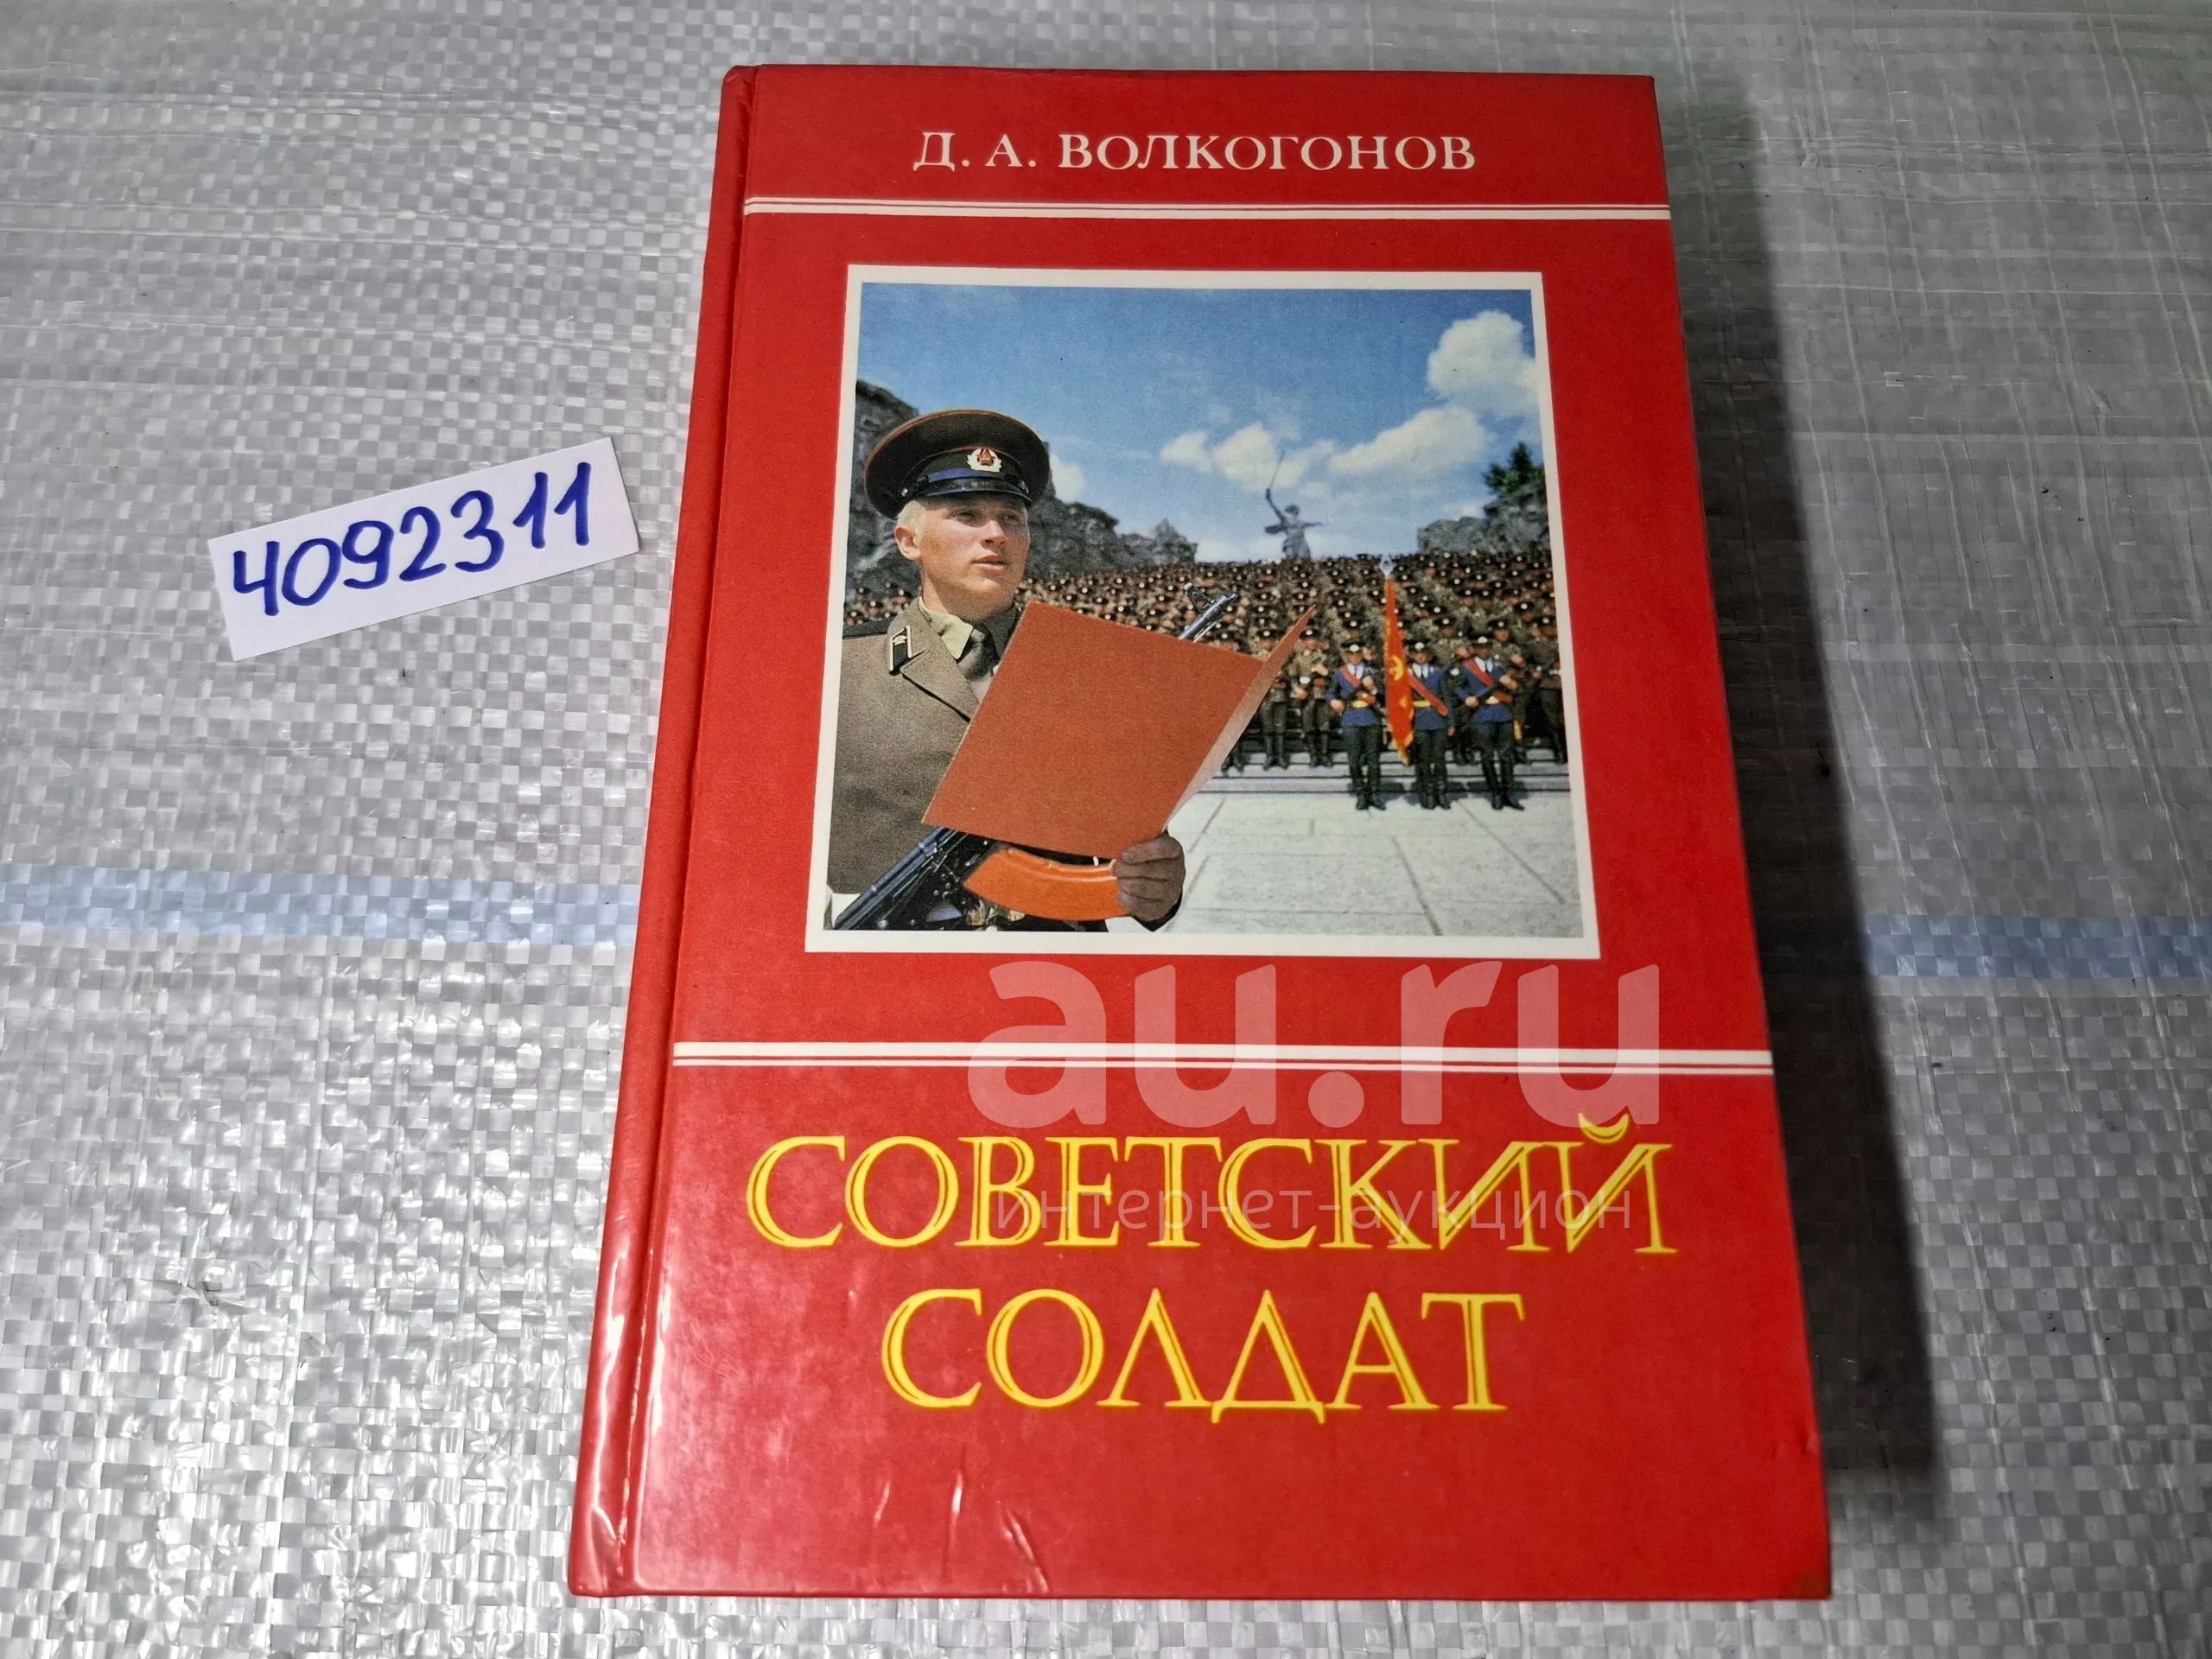 Д. А. ВОЛКОГОНОВ
4092311
au.ru
СОВЕТСКИЙ
интернет-аукцион
СОЛДАТ